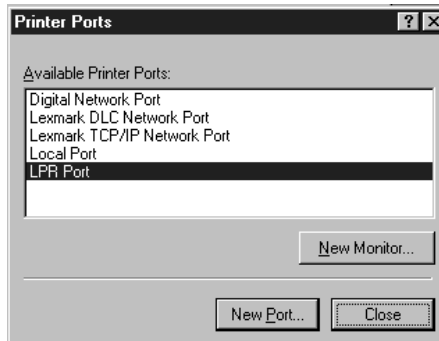 Printer Ports
Available Printer Ports:
Digital Network Port
Lexmark DLC Network Port
Lexmark TCP/IP Network Port
Local Port
LPR Port
New Monitor...
New Port...
Close